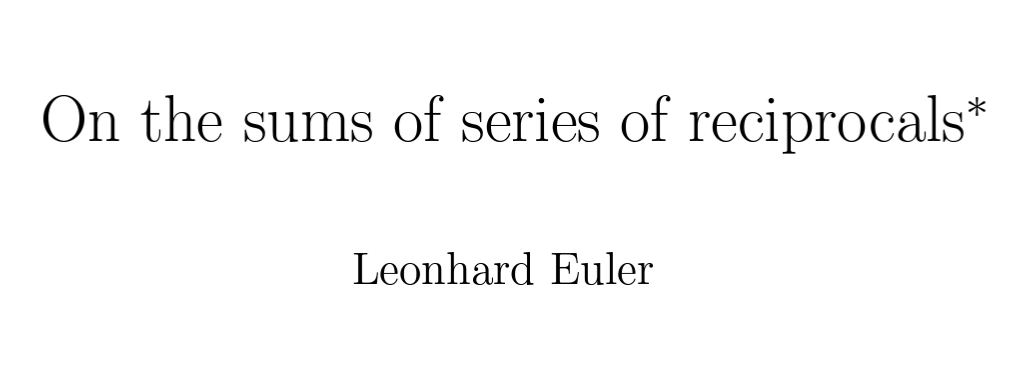 On the sums of series of reciprocals*
Leonhard Euler